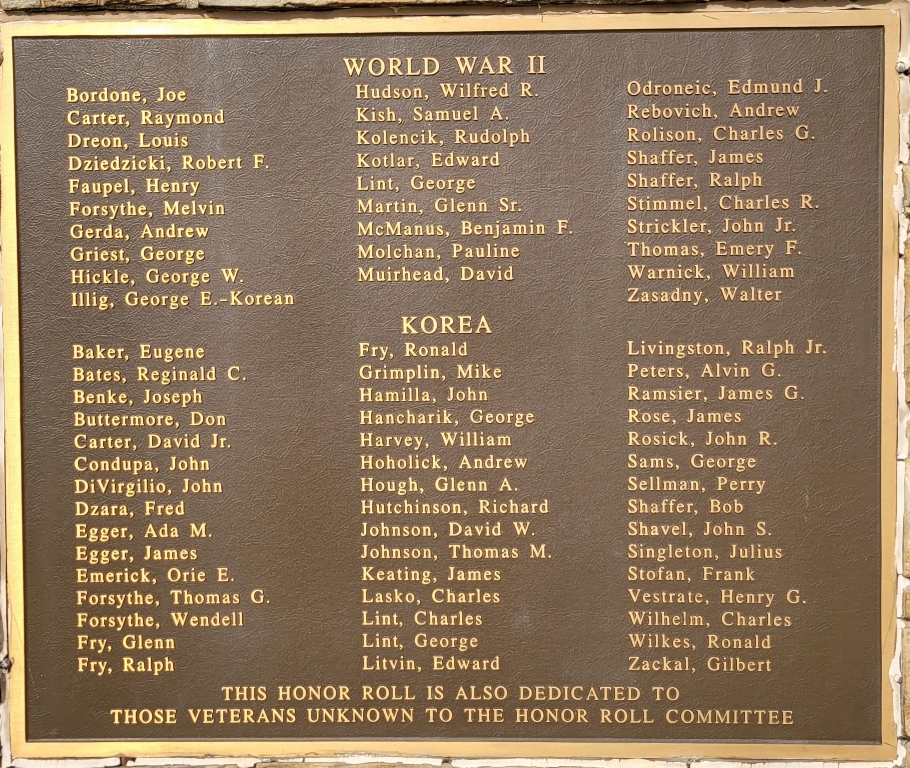 WORLD WAR II
Bordone, Joe
Carter, Raymond
Dreon, Louis
Dziedzicki, Robert F.
Faupel, Henry
Forsythe, Melvin
Gerda, Andrew
Griest, George
Hickle, George W.
Illig, George E.-Korean
Hudson, Wilfred R.
Kish, Samuel A.
Kolencik, Rudolph
Kotlar, Edward
Lint, George
Martin, Glenn Sr.
McManus, Benjamin F.
Molchan, Pauline
Muirhead, David
Odroneic, Edmund J.
Rebovich, Andrew
Rolison, Charles G.
Shaffer, James
Shaffer, Ralph
Stimmel, Charles R.
Strickler, John Jr.
Thomas, Emery F.
Warnick, William
Zasadny, Walter
KOREA
Baker, Eugene
Bates, Reginald C.
Benke, Joseph
Buttermore, Don
Carter, David Jr.
Condupa, John
DiVirgilio, John
Dzara, Fred
Egger, Ada M.
Egger, James
Emerick, Orie E.
Forsythe, Thomas G.
Forsythe, Wendell
Fry, Glenn
Fry, Ralph
Fry, Ronald
Grimplin, Mike
Hamilla, John
Hancharik, George
Harvey, William
Hoholick, Andrew
Hough, Glenn A.
Hutchinson, Richard
Johnson, David W.
Johnson, Thomas M.
Keating, James
Lasko, Charles
Lint, Charles
Lint, George
Litvin, Edward
Livingston, Ralph Jr.
Peters, Alvin G.
Ramsier, James G.
Rose, James
Rosick, John R.
Sams, George
Sellman, Perry
Shaffer, Bob
Shavel, John S.
Singleton, Julius
Stofan, Frank
Vestrate, Henry G.
Wilhelm, Charles
Wilkes, Ronald
Zackal, Gilbert
THIS HONOR ROLL IS ALSO DEDICATED TO
THOSE VETERANS UNKNOWN TO THE HONOR ROLL COMMITTEE